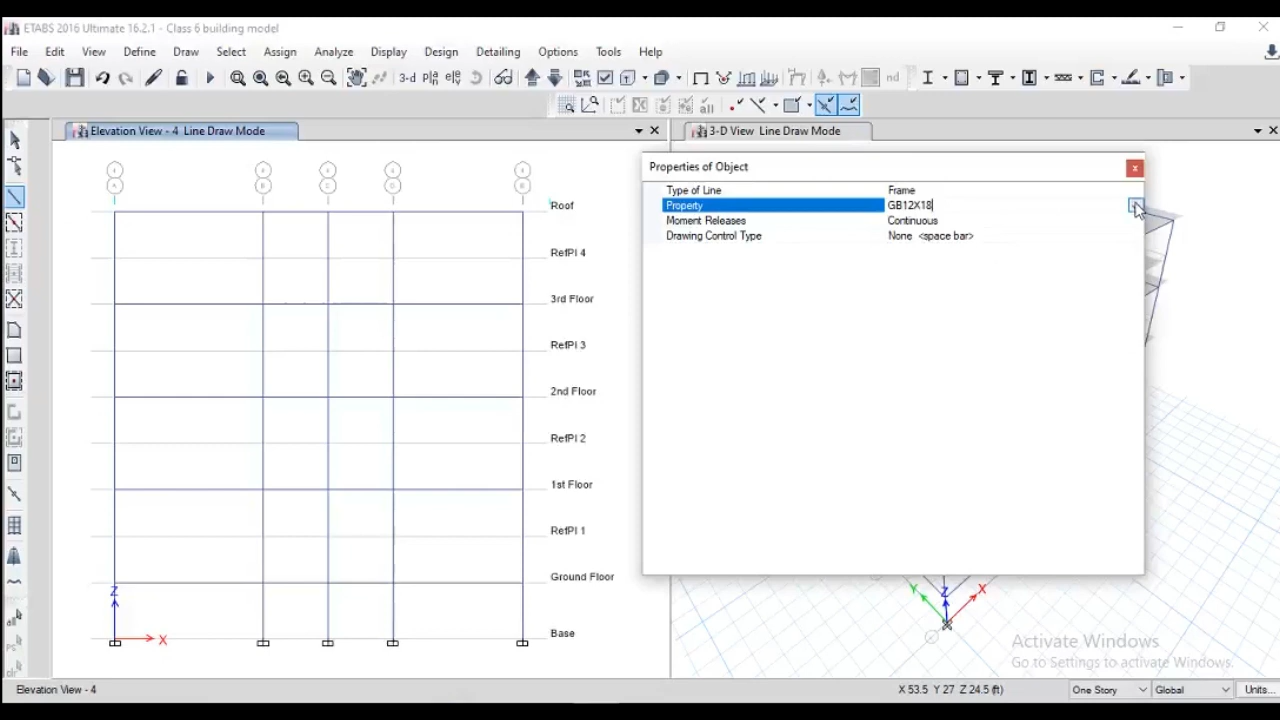 ETABS 2016 Ultimate 16.2.1 - Class 6 building model
File Edit View Define Draw Select Assign Analyze Display Design Detailing Options Tools Help
3-d
nd
all
Elevation View - 4 Line Draw Mode
3-D View Line Draw Mode
Properties of Object
Type of Line Frame
Property GB12X18
Moment Releases Continuous
Drawing Control Type None <space bar>
Roof
RefPl 4
3rd Floor
RefPl 3
2nd Floor
RefPl 2
1st Floor
RefPl 1
Ground Floor
Base
Z
X
Y
Z
X
Activate Windows
Go to Settings to activate Windows.
Elevation View - 4
X 53.5 Y 27 Z 24.5 (ft)
One Story
Global
Units...